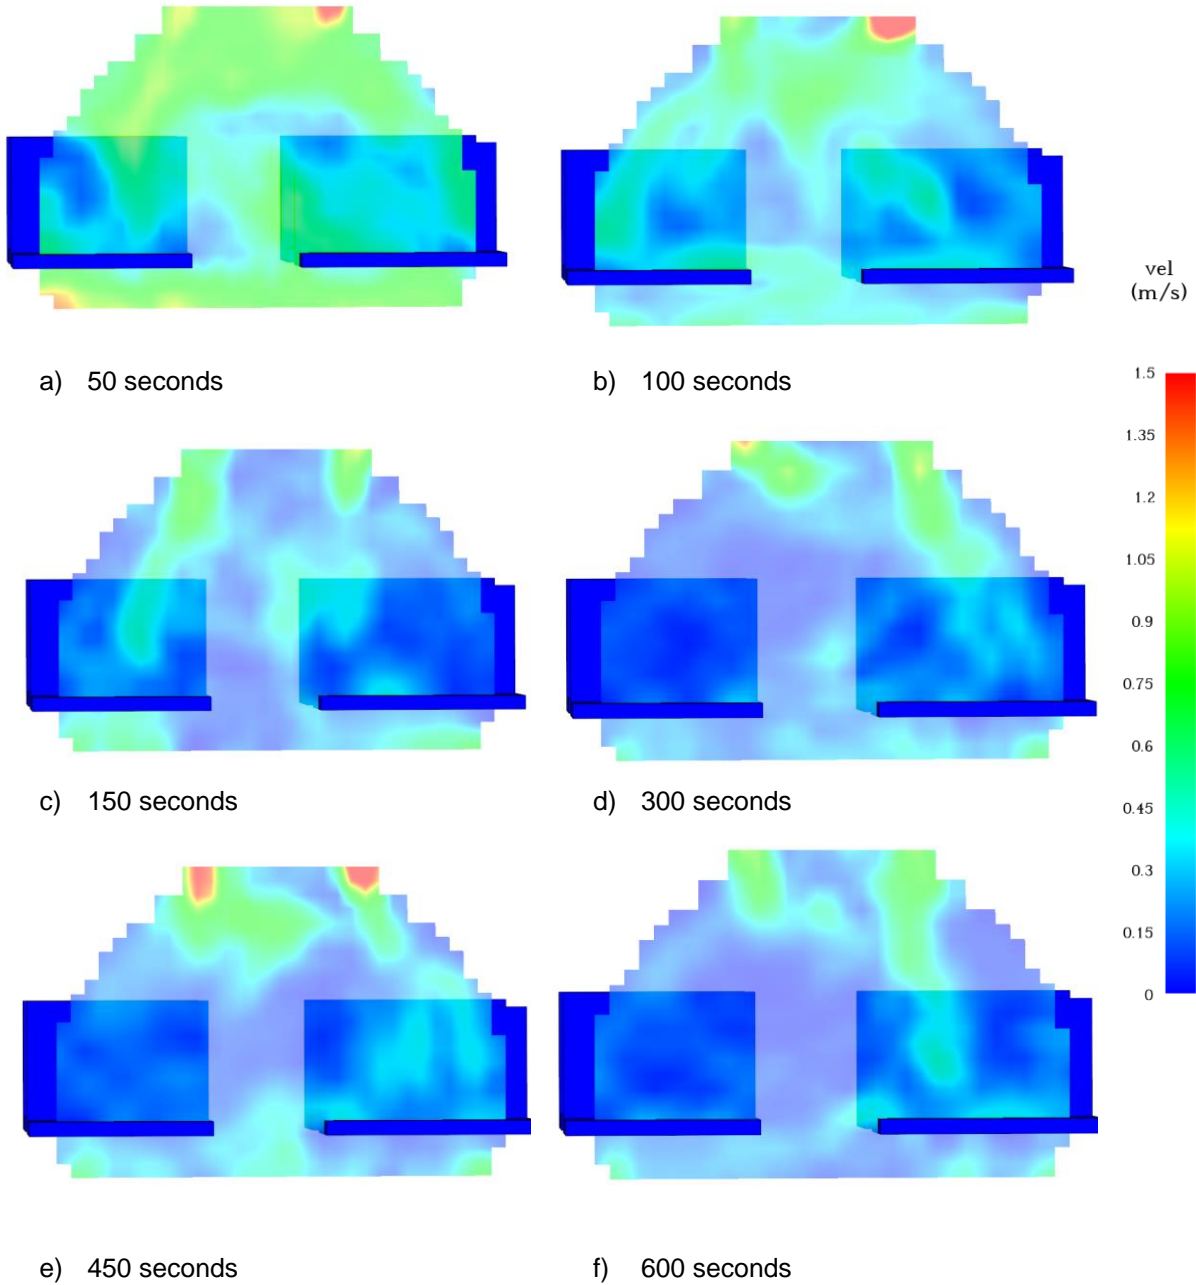 vel
(m/s)
a) 50 seconds
b) 100 seconds
1.5
1.35
1.2
1.05
0.9
0.75
0.6
0.45
0.3
0.15
0
c) 150 seconds
d) 300 seconds
e) 450 seconds
f) 600 seconds